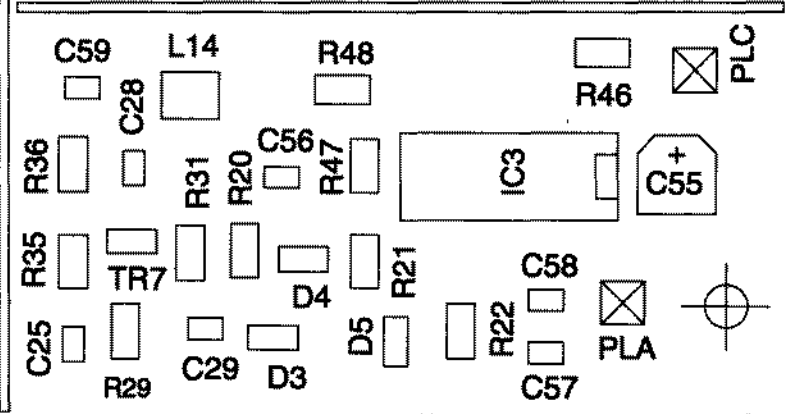 C59
L14
R48
R46
PLC
C28
R36
R31
R20
C56
R47
IC3
+
C55
R35
TR7
D4
R21
C58
C25
R29
C29
D3
D5
R22
PLA
C57